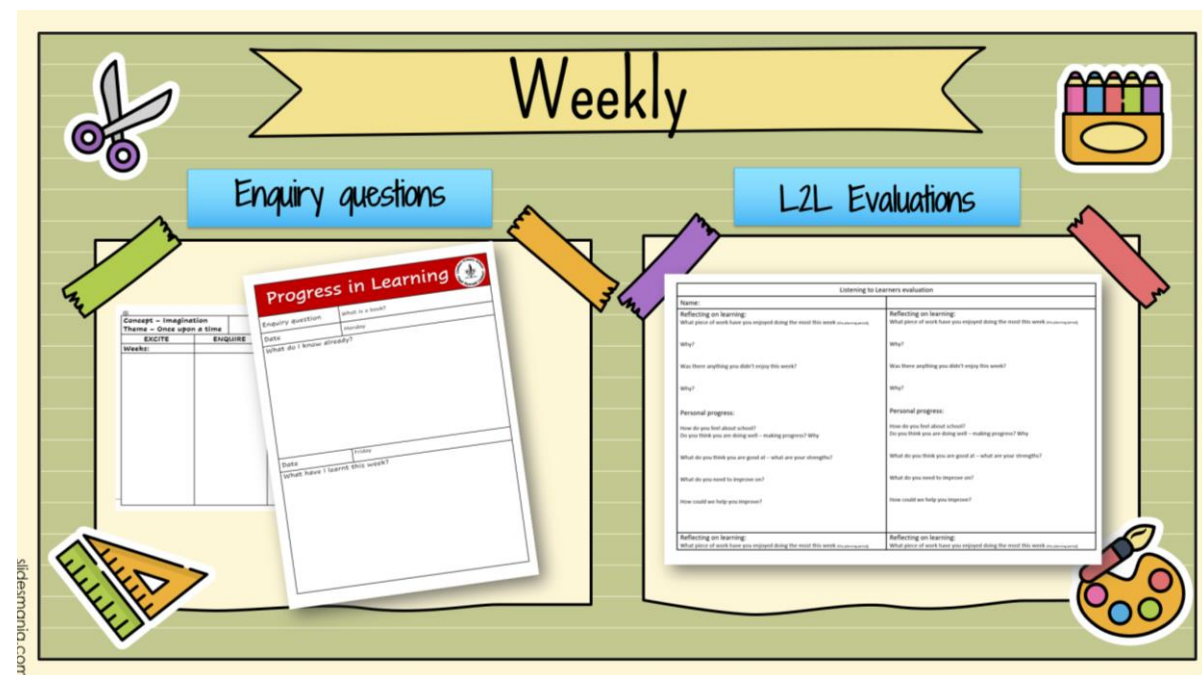 Weekly
Enquiry questions
L2L Evaluations
Concept – Imagination
Theme – Once upon a time
EXCITE ENQUIRE
Weeks:
Progress in Learning
Enquiry question What is a book?
Date Monday
What do I know already?
Date Friday
What have I learnt this week?
Listening to Learners evaluation
Name:
Reflecting on learning:
What piece of work have you enjoyed doing the most this week
Why?
Was there anything you didn't enjoy this week?
Why?
Personal progress:
How do you feel about school?
Do you think you are doing well – making progress? Why
What do you think you are good at – what are your strengths?
What do you need to improve on?
How could we help you improve?
Reflecting on learning:
What piece of work have you enjoyed doing the most this week
Reflecting on learning:
What piece of work have you enjoyed doing the most this week
Why?
Was there anything you didn't enjoy this week?
Why?
Personal progress:
How do you feel about school?
Do you think you are doing well – making progress? Why
What do you think you are good at – what are your strengths?
What do you need to improve on?
How could we help you improve?
Reflecting on learning:
What piece of work have you enjoyed doing the most this week
slidesmania.com